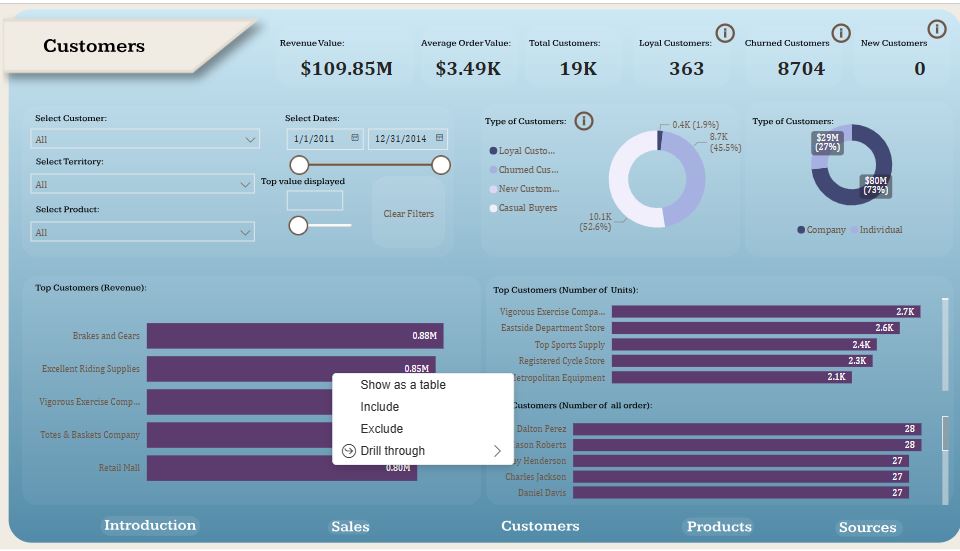 Customers
Revenue Value:
$109.85M
Average Order Value:
$3.49K
Total Customers:
19K
Loyal Customers:
363
Churned Customers
8704
New Customers
0
Select Customer:
All
Select Territory:
All
Select Product:
All
Select Dates:
1/1/2011
12/31/2014
Top value displayed
Clear Filters
Type of Customers:
Loyal Custo...
Churned Cus...
New Custom...
Casual Buyers
0.4K (1.9%)
8.7K
(45.5%)
10.1K
(52.6%)
Type of Customers:
$29M
(27%)
$80M
(73%)
Company
Individual
Top Customers (Revenue):
Brakes and Gears
0.88M
Excellent Riding Supplies
0.85M
Vigorous Exercise Comp...
Totes & Baskets Company
Retail Mall
0.80M
Show as a table
Include
Exclude
Drill through
Top Customers (Number of Units):
Vigorous Exercise Compa...
2.7K
Eastside Department Store
2.6K
Top Sports Supply
2.4K
Registered Cycle Store
2.3K
etropolitan Equipment
2.1K
Customers (Number of all order):
Dalton Perez
28
ason Roberts
28
y Henderson
27
Charles Jackson
27
Daniel Davis
27
Introduction
Sales
Customers
Products
Sources